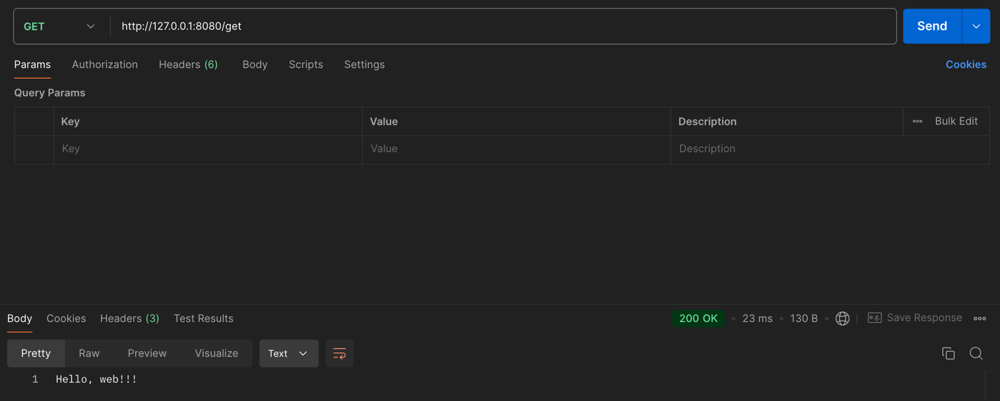 GET http://127.0.0.1:8080/get Send
Params Authorization Headers (6) Body Scripts Settings Cookies
Query Params
Key Value Description Bulk Edit
Key Value Description
Body Cookies Headers (3) Test Results 200 OK • 23 ms • 130 B • e.g. Save Response
Pretty Raw Preview Visualize Text
1 Hello, web!!!